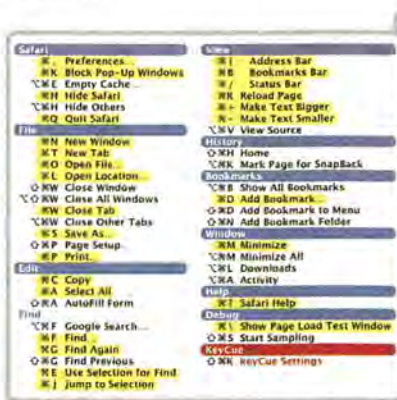 Safari
⌘, Preferences...
⌘K Block Pop-Up Windows
⌥⌘E Empty Cache...
⌘H Hide Safari
⌥⌘H Hide Others
⌘Q Quit Safari
File
⌘N New Window
⌘T New Tab
⌘O Open File...
⌘L Open Location...
⇧⌘W Close Window
⌥⇧⌘W Close All Windows
⌘W Close Tab
⌥⌘W Close Other Tabs
⌘S Save As...
⇧⌘P Page Setup...
⌘P Print...
Edit
⌘C Copy
⌘A Select All
⇧⌘A AutoFill Form
Find
⌥⌘F Google Search...
⌘F Find...
⌘G Find Again
⇧⌘G Find Previous
⌘E Use Selection for Find
⌘J Jump to Selection
View
⌘| Address Bar
⌘B Bookmarks Bar
⌘/ Status Bar
⌘R Reload Page
⌘+ Make Text Bigger
⌘- Make Text Smaller
⌥⌘V View Source
History
⇧⌘H Home
⌥⌘K Mark Page for SnapBack
Bookmarks
⌥⌘B Show All Bookmarks
⌘D Add Bookmark...
⇧⌘D Add Bookmark to Menu
⇧⌘N Add Bookmark Folder
Window
⌘M Minimize
⌥⌘M Minimize All
⌥⌘L Downloads
⌥⌘A Activity
Help
⌘? Safari Help
Debug
⌘\ Show Page Load Test Window
⇧⌘S Start Sampling
KeyCue
⇧⌘K KeyCue Settings